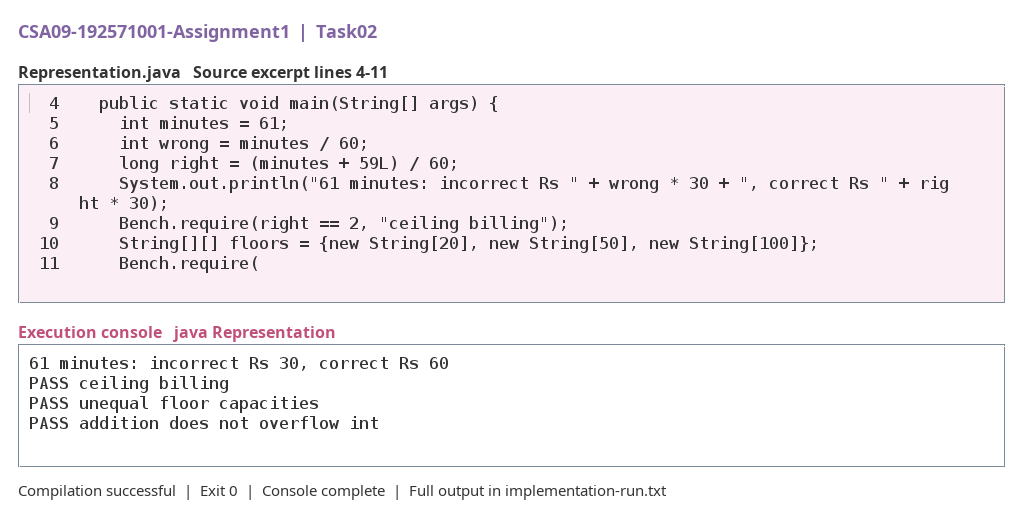 CSA09-192571001-Assignment1 | Task02
Representation.java Source excerpt lines 4-11
4 public static void main(String[] args) {
5 int minutes = 61;
6 int wrong = minutes / 60;
7 long right = (minutes + 59L) / 60;
8 System.out.println("61 minutes: incorrect Rs " + wrong * 30 + ", correct Rs " + rig
ht * 30);
9 Bench.require(right == 2, "ceiling billing");
10 String[][] floors = {new String[20], new String[50], new String[100]};
11 Bench.require(
Execution console java Representation
61 minutes: incorrect Rs 30, correct Rs 60
PASS ceiling billing
PASS unequal floor capacities
PASS addition does not overflow int
Compilation successful | Exit 0 | Console complete | Full output in implementation-run.txt